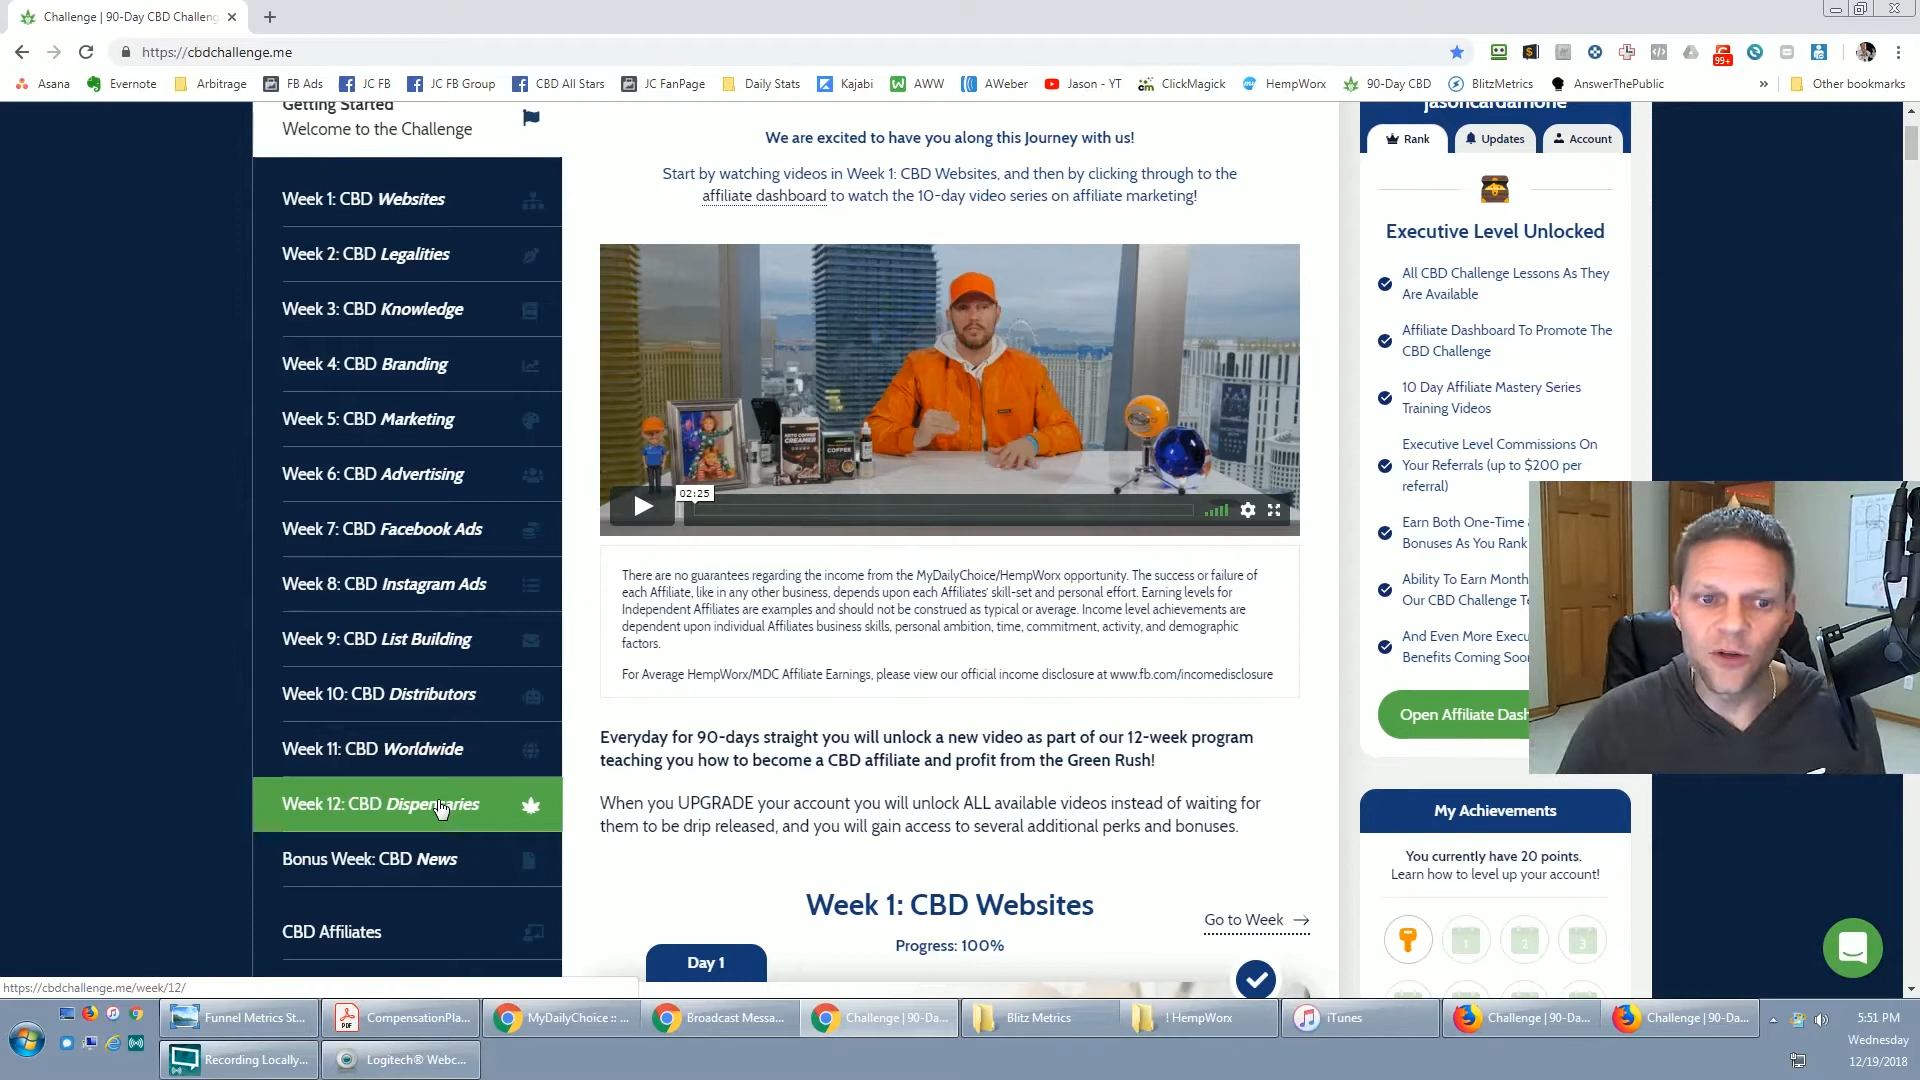 Challenge | 90-Day CBD Challeng
https://cbdchallenge.me
99+
Asana
Evernote
Arbitrage
FB Ads
JC FB
JC FB Group
CBD All Stars
JC FanPage
Daily Stats
Kajabi
AWW
AWeber
Jason - YT
ClickMagick
HempWorx
90-Day CBD
BlitzMetrics
AnswerThePublic
»
Other bookmarks
Getting Started
Welcome to the Challenge
Week 1: CBD Websites
Week 2: CBD Legalities
Week 3: CBD Knowledge
Week 4: CBD Branding
Week 5: CBD Marketing
Week 6: CBD Advertising
Week 7: CBD Facebook Ads
Week 8: CBD Instagram Ads
Week 9: CBD List Building
Week 10: CBD Distributors
Week 11: CBD Worldwide
Week 12: CBD Dispensaries
Bonus Week: CBD News
CBD Affiliates
https://cbdchallenge.me/week/12/
We are excited to have you along this Journey with us!
Start by watching videos in Week 1: CBD Websites, and then by clicking through to the
affiliate dashboard to watch the 10-day video series on affiliate marketing!
KETO COFFEE
CREAMER
COFFEE
02:25
There are no guarantees regarding the income from the MyDailyChoice/HempWorx opportunity. The success or failure of
each Affiliate, like in any other business, depends upon each Affiliates' skill-set and personal effort. Earning levels for
Independent Affiliates are examples and should not be construed as typical or average. Income level achievements are
dependent upon individual Affiliates business skills, personal ambition, time, commitment, activity, and demographic
factors.
For Average HempWorx/MDC Affiliate Earnings, please view our official income disclosure at www.fb.com/incomedisclosure
Everyday for 90-days straight you will unlock a new video as part of our 12-week program
teaching you how to become a CBD affiliate and profit from the Green Rush!
When you UPGRADE your account you will unlock ALL available videos instead of waiting for
them to be drip released, and you will gain access to several additional perks and bonuses.
Week 1: CBD Websites
Go to Week →
Progress: 100%
Day 1
jasoncardamone
Rank
Updates
Account
Executive Level Unlocked
All CBD Challenge Lessons As They
Are Available
Affiliate Dashboard To Promote The
CBD Challenge
10 Day Affiliate Mastery Series
Training Videos
Executive Level Commissions On
Your Referrals (up to $200 per
referral)
Earn Both One-Time
Bonuses As You Rank
Ability To Earn Month
Our CBD Challenge Te
And Even More Execu
Benefits Coming Soon
Open Affiliate Dash
My Achievements
You currently have 20 points.
Learn how to level up your account!
1
2
3
Funnel Metrics St...
CompensationPla...
MyDailyChoice :: ...
Broadcast Messa...
Challenge | 90-Da...
Blitz Metrics
! HempWorx
iTunes
Challenge | 90-Da...
Challenge | 90-Da...
Recording Locally...
Logitech® Webc...
5:51 PM
Wednesday
12/19/2018